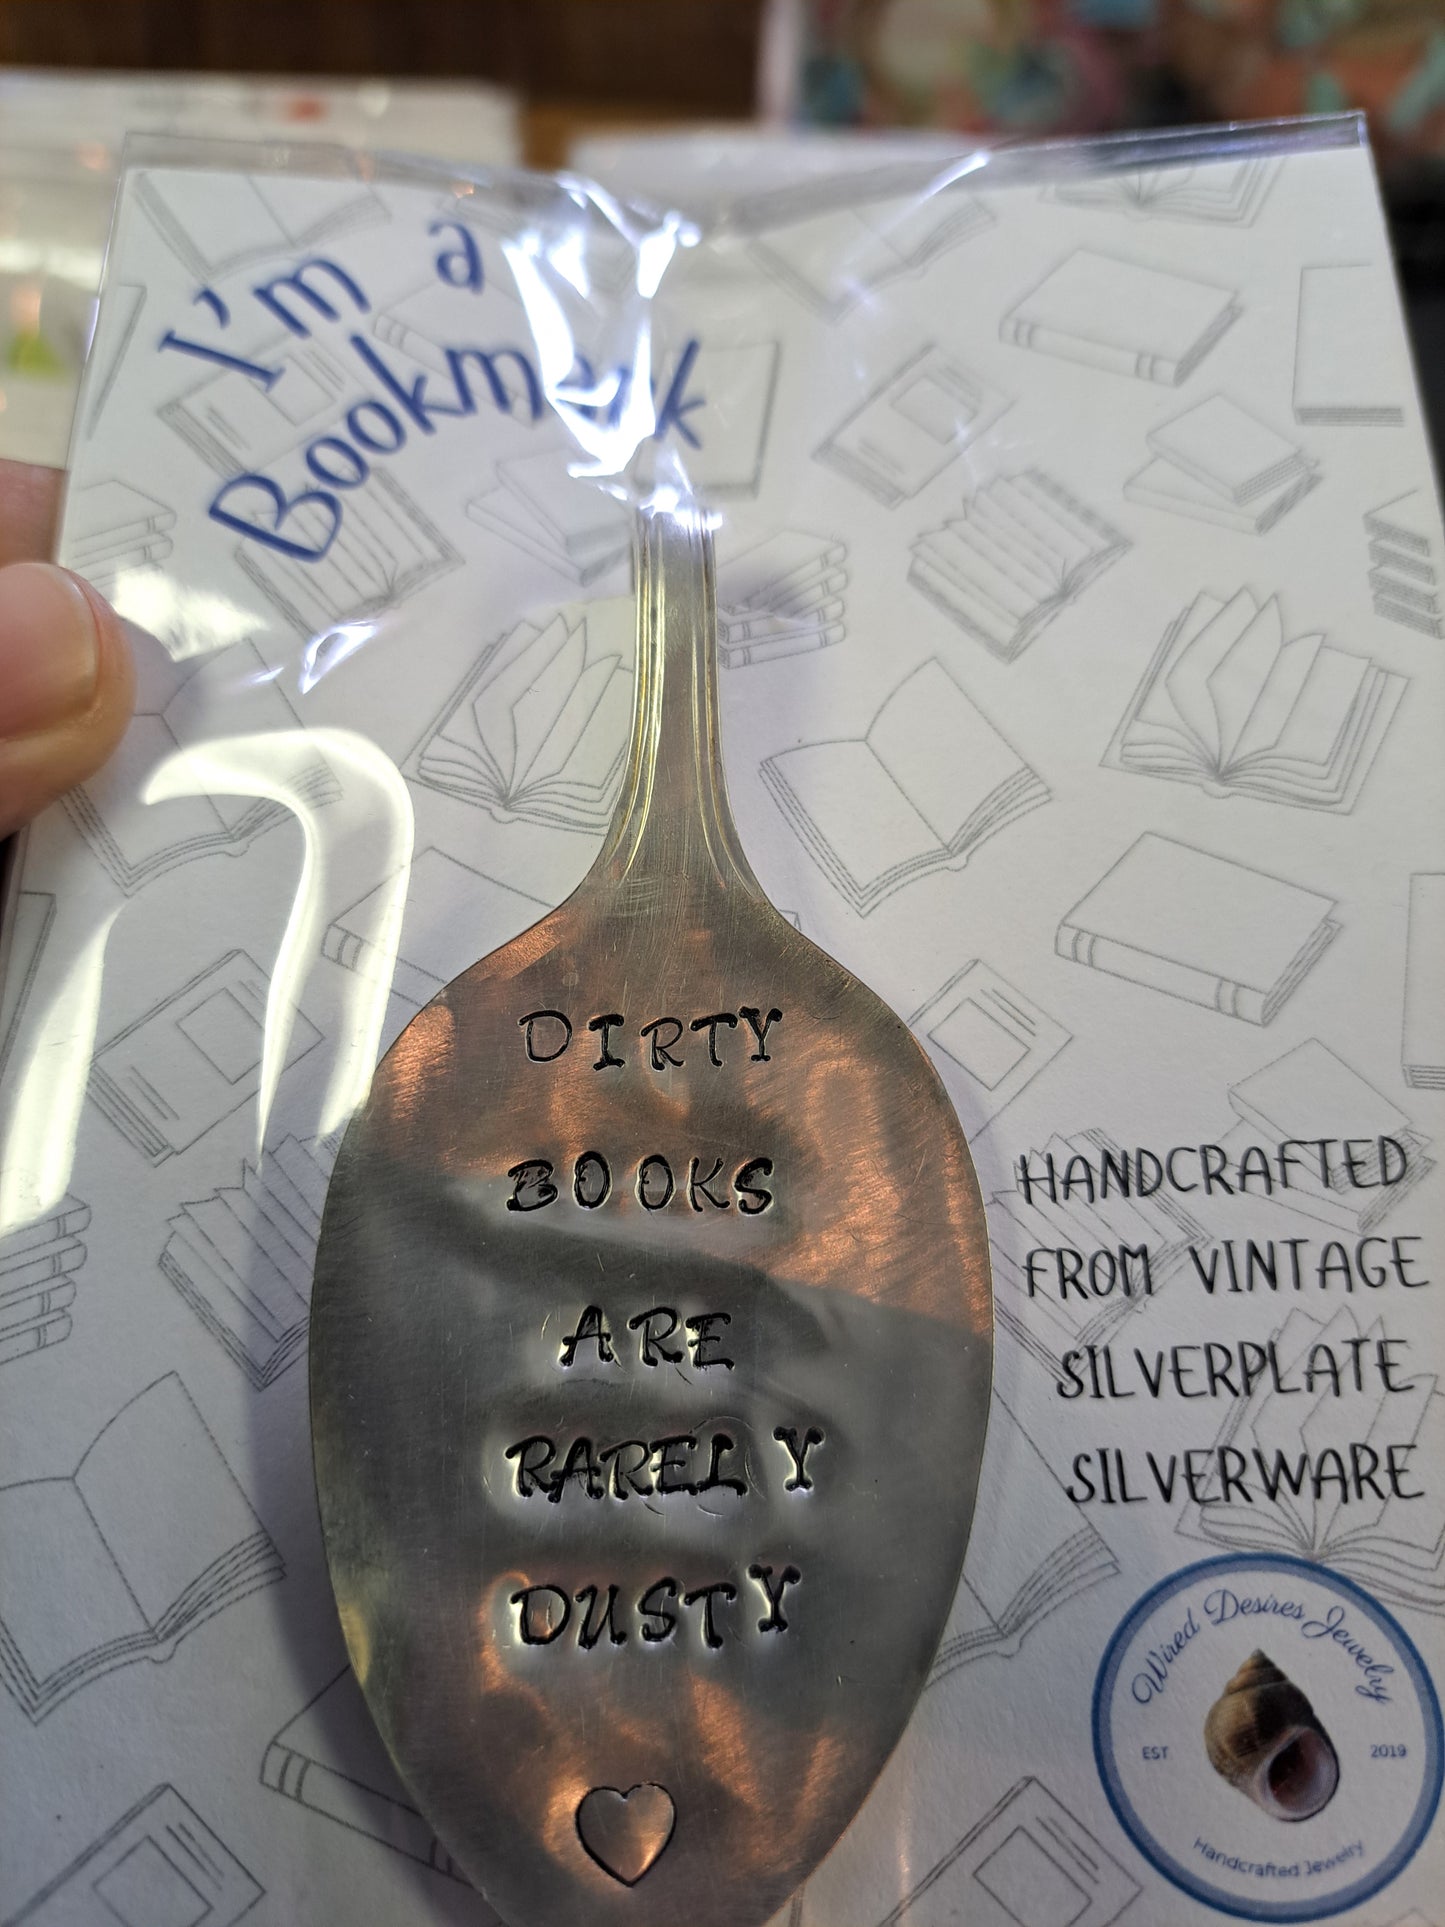 I'm a
Bookmark
DIRTY
BOOKS
ARE
RARELY
DUSTY
HANDCRAFTED
FROM VINTAGE
SILVERPLATE
SILVERWARE
Wired Desires Jewelry
EST. 2019
Handcrafted Jewelry